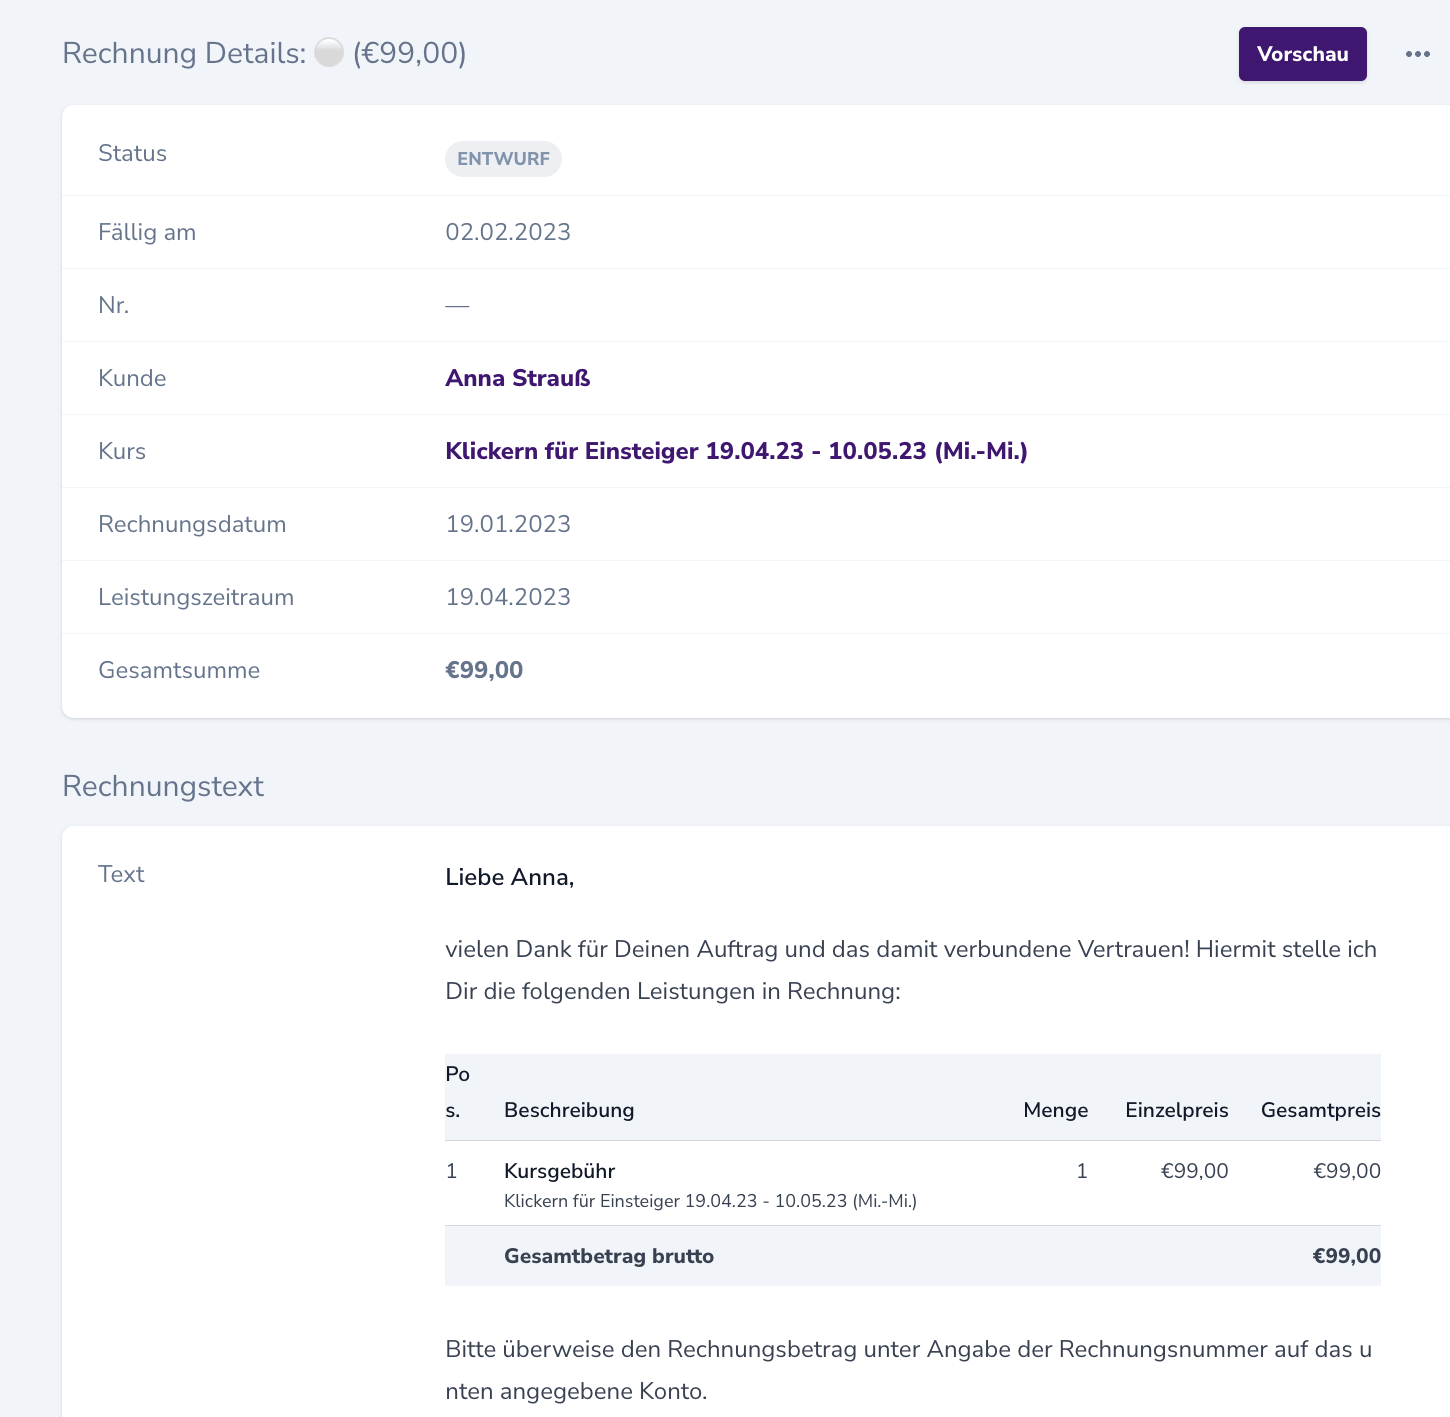 Rechnung Details: (€99,00)
Vorschau
Status
ENTWURF
Fällig am
02.02.2023
Nr.
—
Kunde
Anna Strauß
Kurs
Klickern für Einsteiger 19.04.23 - 10.05.23 (Mi.-Mi.)
Rechnungsdatum
19.01.2023
Leistungszeitraum
19.04.2023
Gesamtsumme
€99,00
Rechnungstext
Text
Liebe Anna,
vielen Dank für Deinen Auftrag und das damit verbundene Vertrauen! Hiermit stelle ich
Dir die folgenden Leistungen in Rechnung:
Po
s. Beschreibung Menge Einzelpreis Gesamtpreis
1 Kursgebühr 1 €99,00 €99,00
Klickern für Einsteiger 19.04.23 - 10.05.23 (Mi.-Mi.)
Gesamtbetrag brutto €99,00
Bitte überweise den Rechnungsbetrag unter Angabe der Rechnungsnummer auf das u
nten angegebene Konto.